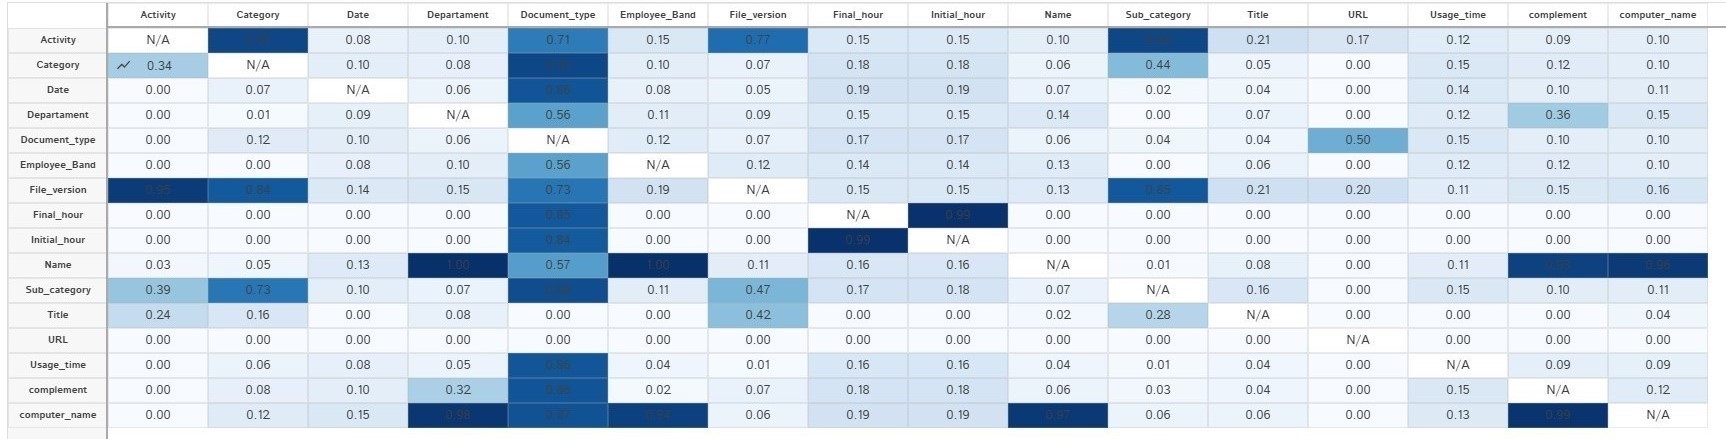 Activity Category Date Departament Document_type Employee_Band File_version Final_hour Initial_hour Name Sub_category Title URL Usage_time complement computer_name
Activity N/A 0.08 0.10 0.71 0.15 0.77 0.15 0.15 0.10 0.21 0.17 0.12 0.09 0.10
Category 0.34 N/A 0.10 0.08 0.10 0.07 0.18 0.18 0.06 0.44 0.05 0.00 0.15 0.12 0.10
Date 0.00 0.07 N/A 0.06 0.08 0.05 0.19 0.19 0.07 0.02 0.04 0.00 0.14 0.10 0.11
Departament 0.00 0.01 0.09 N/A 0.56 0.11 0.09 0.15 0.15 0.14 0.00 0.07 0.00 0.12 0.36 0.15
Document_type 0.00 0.12 0.10 0.06 N/A 0.12 0.07 0.17 0.17 0.06 0.04 0.04 0.50 0.15 0.10 0.10
Employee_Band 0.00 0.00 0.08 0.10 0.56 N/A 0.12 0.14 0.14 0.13 0.00 0.06 0.00 0.12 0.12 0.10
File_version 0.84 0.14 0.15 0.73 0.19 N/A 0.15 0.15 0.13 0.21 0.20 0.11 0.15 0.16
Final_hour 0.00 0.00 0.00 0.00 0.85 0.00 0.00 N/A 0.99 0.00 0.00 0.00 0.00 0.00 0.00 0.00
Initial_hour 0.00 0.00 0.00 0.00 0.84 0.00 0.00 0.99 N/A 0.00 0.00 0.00 0.00 0.00 0.00 0.00
Name 0.03 0.05 0.13 1.00 0.57 1.00 0.11 0.16 0.16 N/A 0.01 0.08 0.00 0.11 0.98
Sub_category 0.39 0.73 0.10 0.07 0.11 0.47 0.17 0.18 0.07 N/A 0.16 0.00 0.15 0.10 0.11
Title 0.24 0.16 0.00 0.08 0.00 0.00 0.42 0.00 0.00 0.02 0.28 N/A 0.00 0.00 0.00 0.04
URL 0.00 0.00 0.00 0.00 0.00 0.00 0.00 0.00 0.00 0.00 0.00 0.00 N/A 0.00 0.00 0.00
Usage_time 0.00 0.06 0.08 0.05 0.04 0.01 0.16 0.16 0.04 0.01 0.04 0.00 N/A 0.09 0.09
complement 0.00 0.08 0.10 0.32 0.02 0.07 0.18 0.18 0.06 0.03 0.04 0.00 0.15 N/A 0.12
computer_name 0.00 0.12 0.15 0.98 0.94 0.06 0.19 0.19 0.97 0.06 0.06 0.00 0.13 0.99 N/A